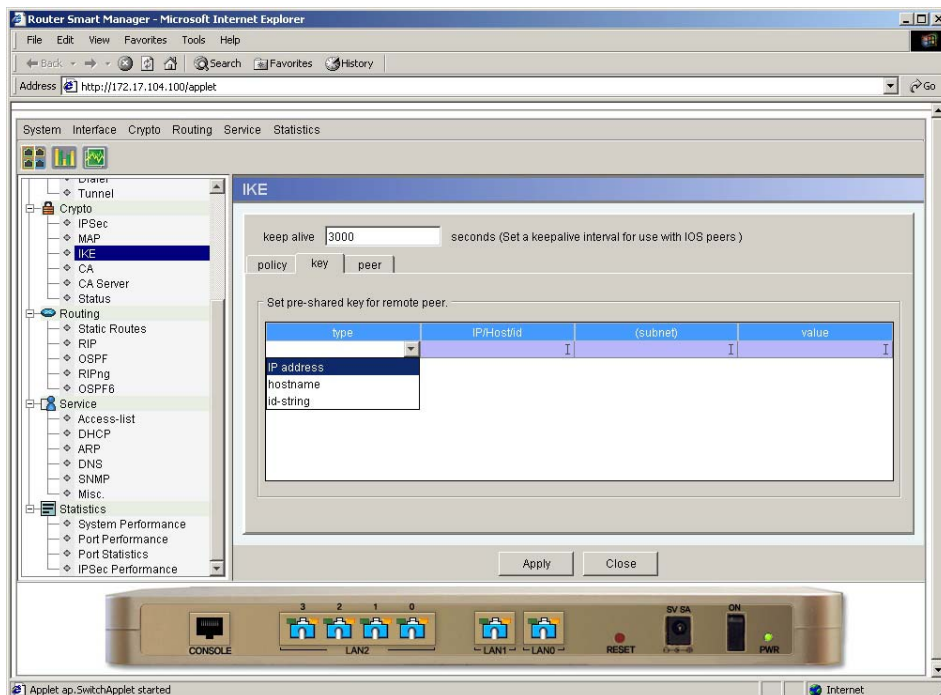 Router Smart Manager - Microsoft Internet Explorer
File Edit View Favorites Tools Help
Back Search Favorites History
Address http://172.17.104.100/applet Go
System Interface Crypto Routing Service Statistics
Tunnel
Crypto
IPSec
MAP
IKE
CA
CA Server
Status
Routing
Static Routes
RIP
OSPF
RIPng
OSPF6
Service
Access-list
DHCP
ARP
DNS
SNMP
Misc.
Statistics
System Performance
Port Performance
Port Statistics
IPSec Performance
IKE
keep alive 3000 seconds (Set a keepalive interval for use with IOS peers )
policy key peer
Set pre-shared key for remote peer.
type IP/Host/id (subnet) value
IP address
hostname
id-string
Apply Close
3 2 1 0 5V 5A ON
CONSOLE LAN2 LAN1 LAN0 RESET PWR
Applet ap.SwitchApplet started Internet